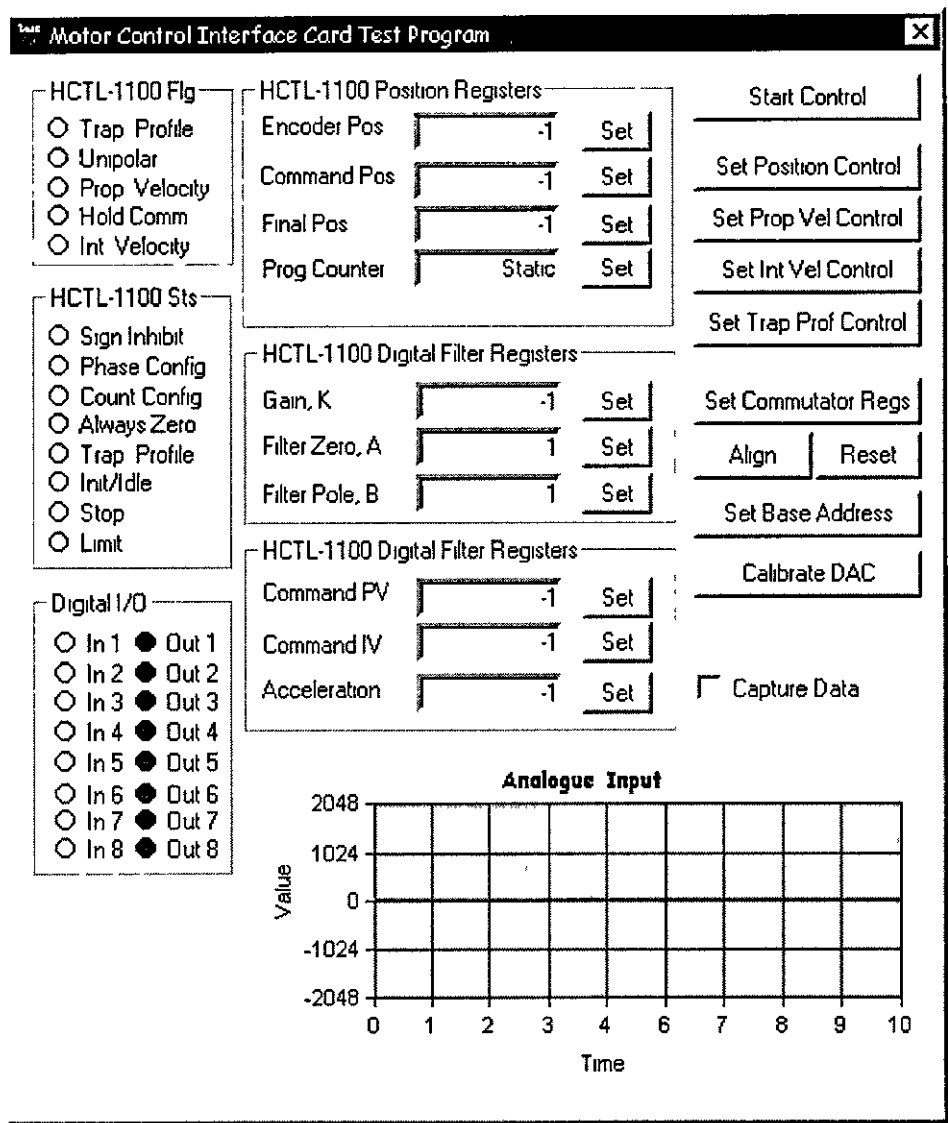 Motor Control Interface Card Test Program
HCTL-1100 Flg
Trap Profile
Unipolar
Prop Velocity
Hold Comm
Int Velocity
HCTL-1100 Sts
Sign Inhibit
Phase Config
Count Config
Always Zero
Trap Profile
Init/Idle
Stop
Limit
Digital I/O
In 1 Out 1
In 2 Out 2
In 3 Out 3
In 4 Out 4
In 5 Out 5
In 6 Out 6
In 7 Out 7
In 8 Out 8
HCTL-1100 Position Registers
Encoder Pos -1 Set
Command Pos -1 Set
Final Pos -1 Set
Prog Counter Static Set
HCTL-1100 Digital Filter Registers
Gain, K -1 Set
Filter Zero, A 1 Set
Filter Pole, B 1 Set
HCTL-1100 Digital Filter Registers
Command PV -1 Set
Command IV -1 Set
Acceleration -1 Set
Start Control
Set Position Control
Set Prop Vel Control
Set Int Vel Control
Set Trap Prof Control
Set Commutator Regs
Align Reset
Set Base Address
Calibrate DAC
Capture Data
Analogue Input
2048
1024
0
-1024
-2048
Value
0 1 2 3 4 6 7 8 9 10
Time